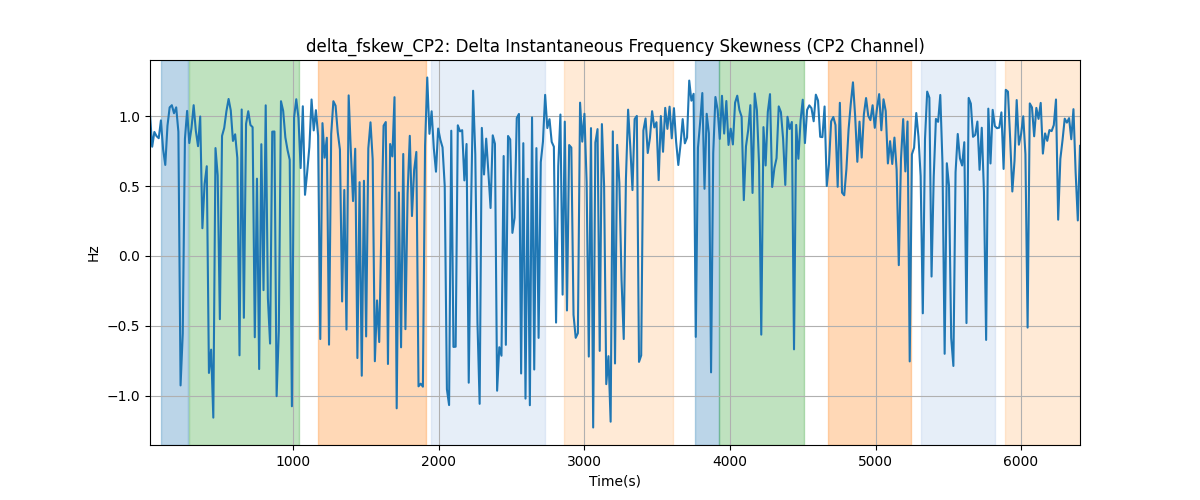 delta_fskew_CP2: Delta Instantaneous Frequency Skewness (CP2 Channel)
Hz
1.0
0.5
0.0
−0.5
−1.0
1000 2000 3000 4000 5000 6000
Time(s)